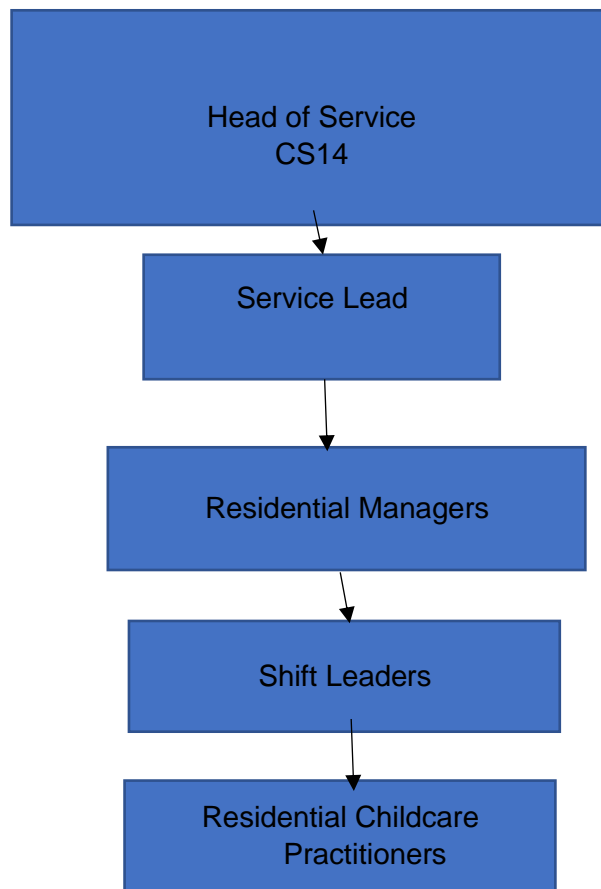 Head of Service
CS14
Service Lead
Residential Managers
Shift Leaders
Residential Childcare
Practitioners